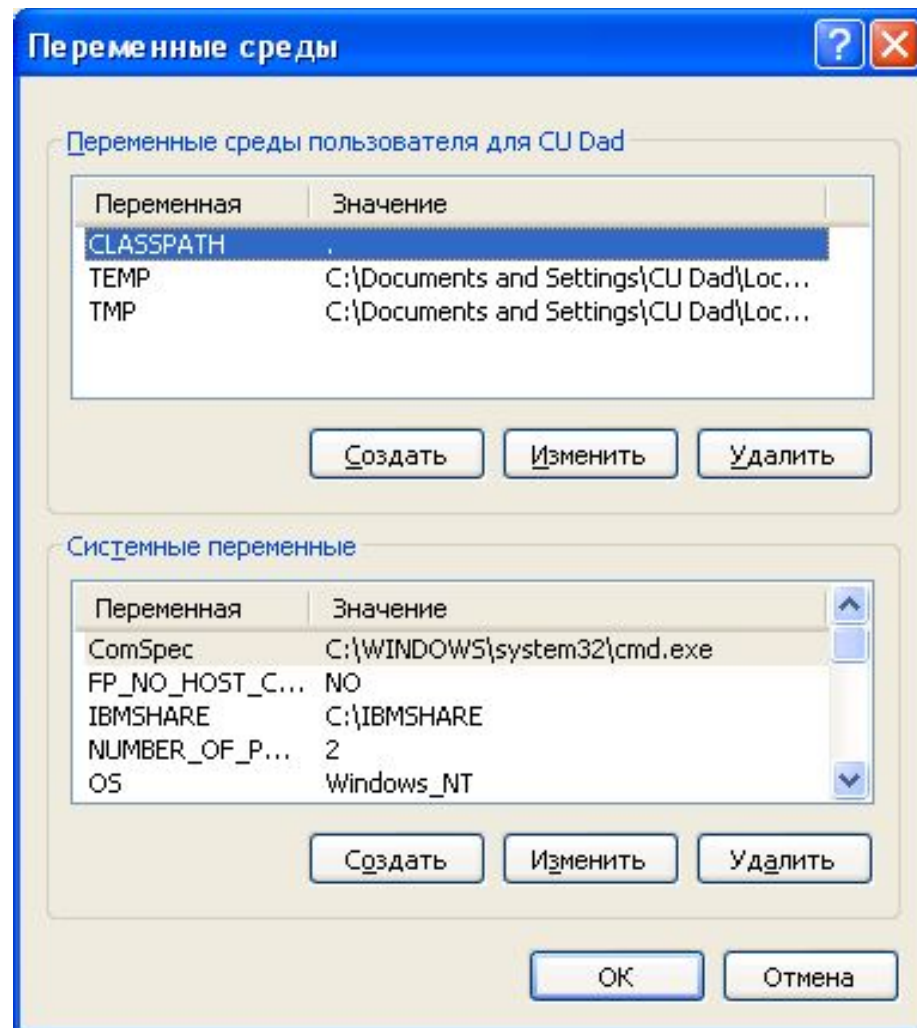 Переменные среды
Переменные среды пользователя для CU Dad
Переменная Значение
CLASSPATH .
TEMP C:\Documents and Settings\CU Dad\Loc...
TMP C:\Documents and Settings\CU Dad\Loc...
Создать Изменить Удалить
Системные переменные
Переменная Значение
ComSpec C:\WINDOWS\system32\cmd.exe
FP_NO_HOST_C... NO
IBMSHARE C:\IBMSHARE
NUMBER_OF_P... 2
OS Windows_NT
Создать Изменить Удалить
ОК Отмена